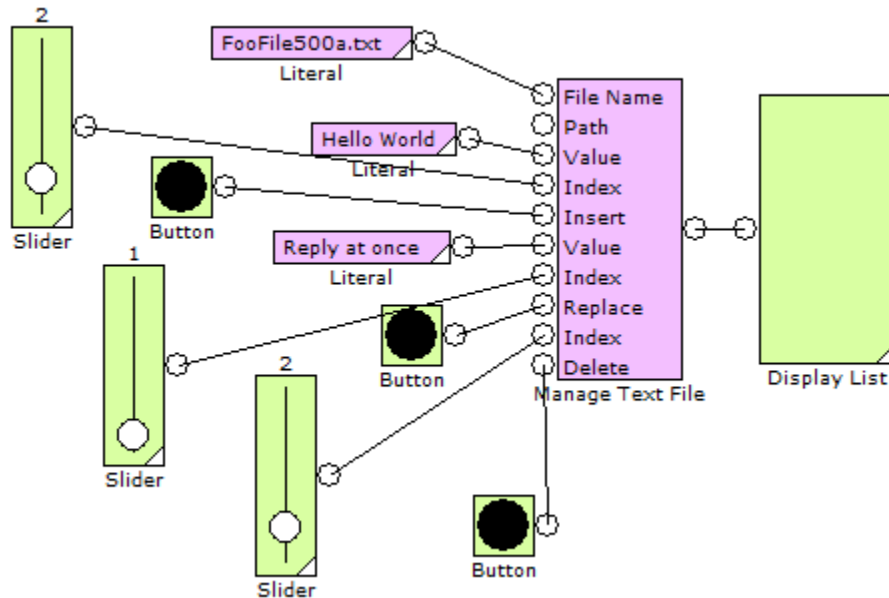 2
FooFile500a.txt
Literal
File Name
Path
Hello World
Value
Literal
Index
Insert
Slider
Button
Reply at once
Value
Literal
Index
1
Replace
Index
2
Button
Delete
Manage Text File
Display List
Slider
Button
Slider